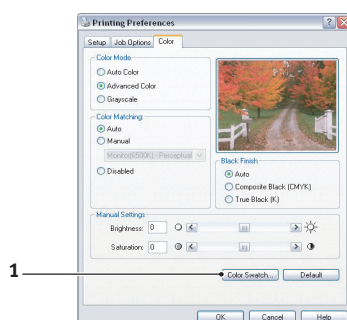 Printing Preferences
Setup Job Options Color
Color Mode
Auto Color
Advanced Color
Grayscale
Color Matching:
Auto
Manual
Monitor(6500K) - Perceptual
Disabled
Black Finish
Auto
Composite Black (CMYK)
True Black (K)
Manual Settings
Brightness: 0
Saturation: 0
1
Color Swatch... Default
OK Cancel Help